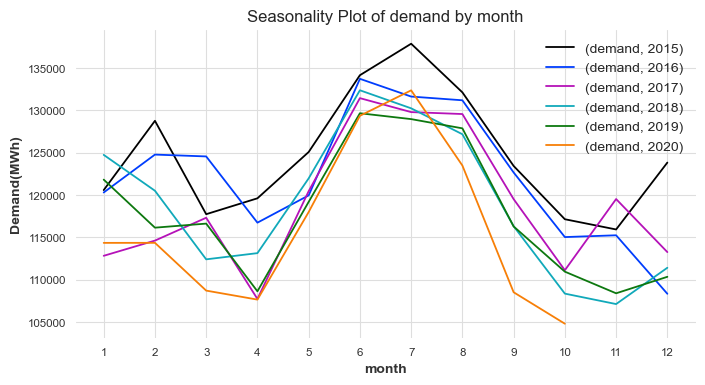 Seasonality Plot of demand by month
(demand, 2015)
(demand, 2016)
(demand, 2017)
(demand, 2018)
(demand, 2019)
(demand, 2020)
Demand(MWh)
135000
130000
125000
120000
115000
110000
105000
1 2 3 4 5 6 7 8 9 10 11 12
month